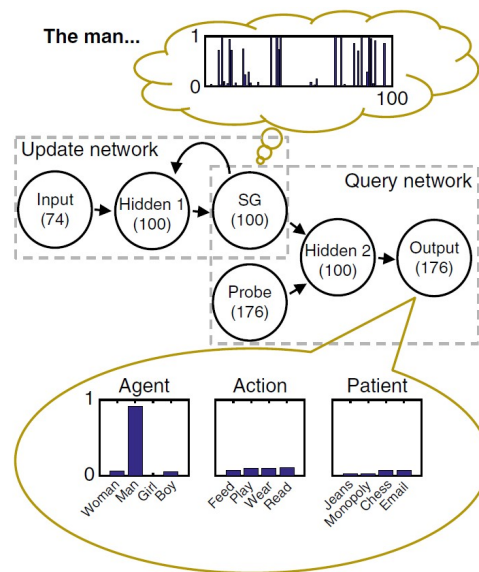 The man...
1
0
100
Update network
Query network
Input
(74)
Hidden 1
(100)
SG
(100)
Hidden 2
(100)
Output
(176)
Probe
(176)
Agent
Action
Patient
1
0
Woman
Man
Girl
Boy
Feed
Play
Wear
Read
Jeans
Monopoly
Chess
Email